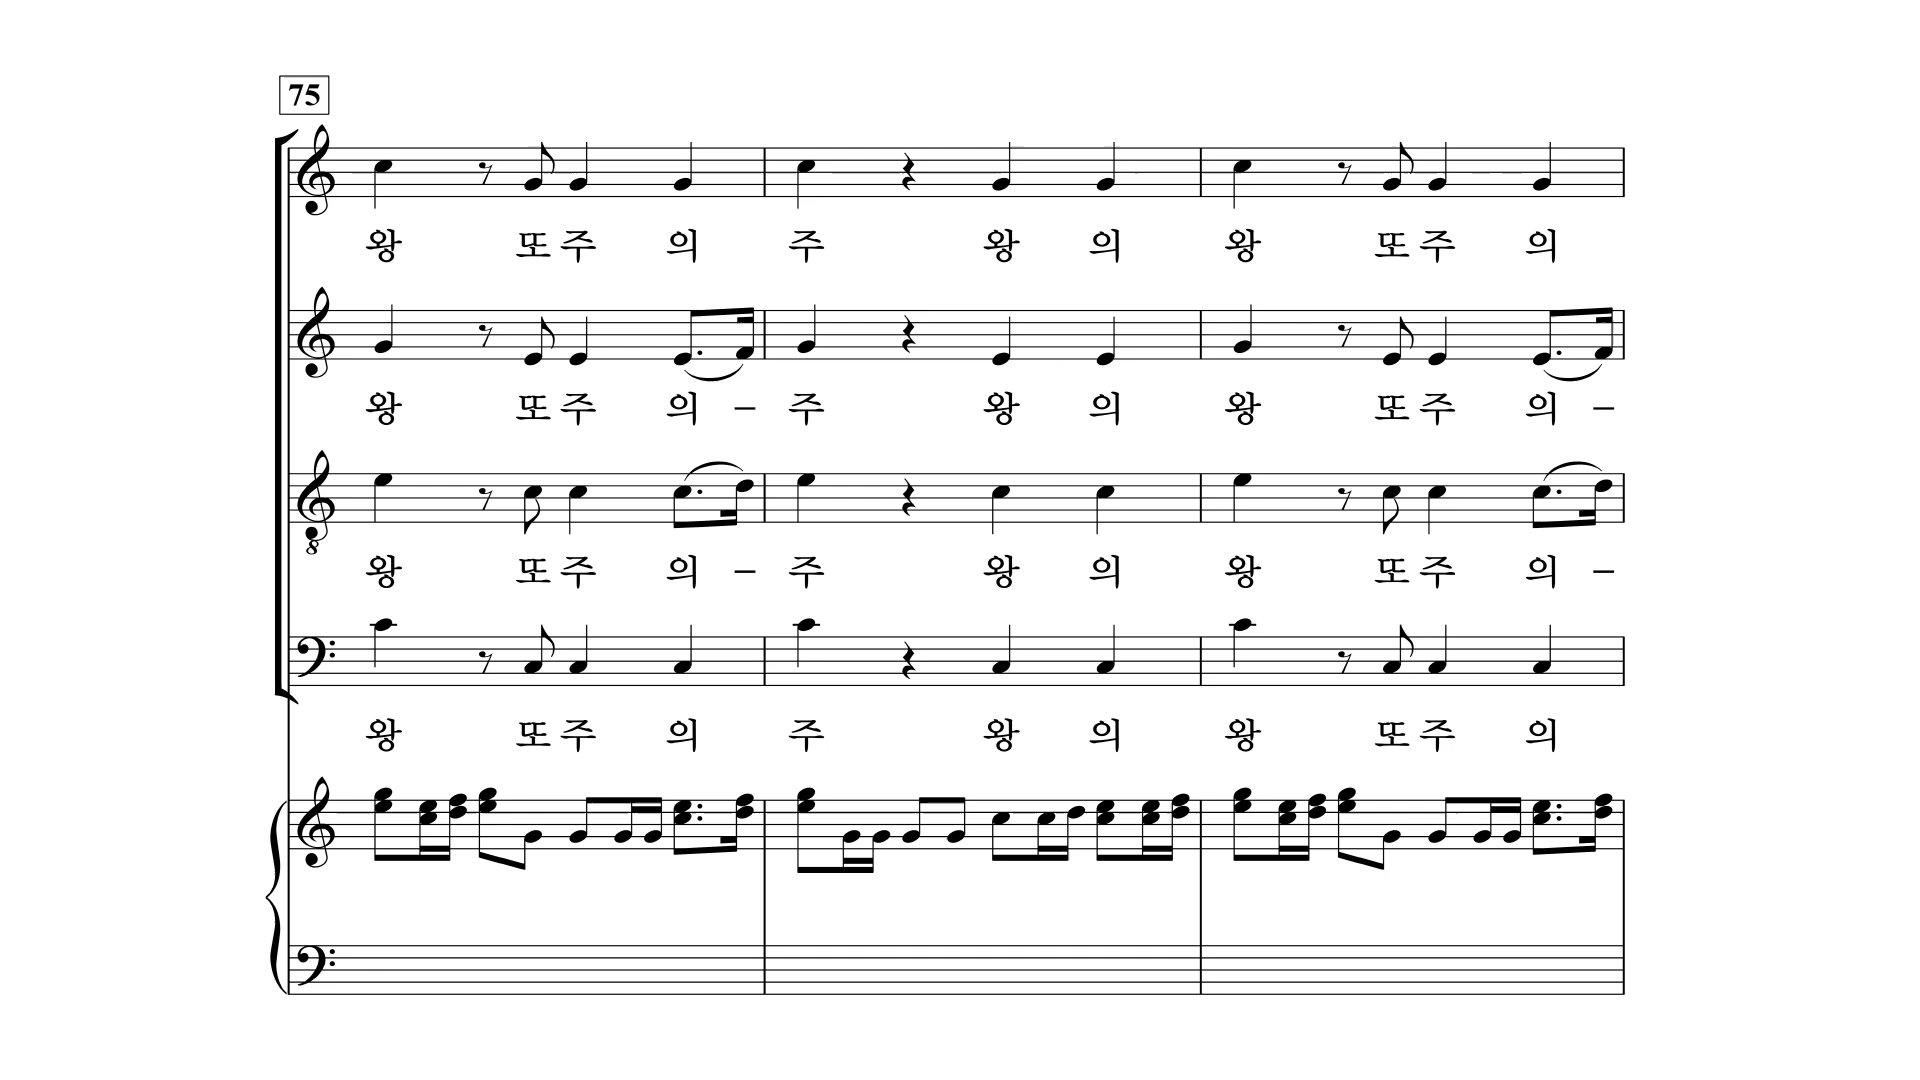 75
왕 또 주 의 주 왕 의 왕 또 주 의
왕 또 주 의 – 주 왕 의 왕 또 주 의 –
8
왕 또 주 의 – 주 왕 의 왕 또 주 의 –
왕 또 주 의 주 왕 의 왕 또 주 의